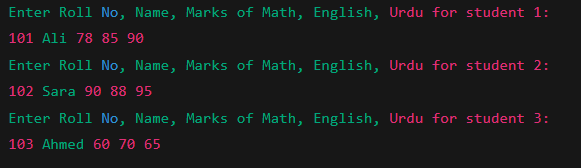 Enter Roll No, Name, Marks of Math, English, Urdu for student 1:
101 Ali 78 85 90
Enter Roll No, Name, Marks of Math, English, Urdu for student 2:
102 Sara 90 88 95
Enter Roll No, Name, Marks of Math, English, Urdu for student 3:
103 Ahmed 60 70 65